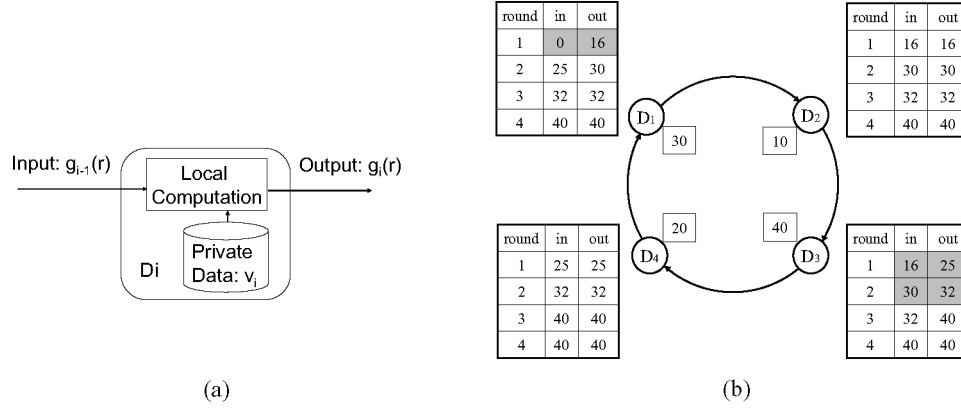 Input: gi-1(r)
Output: gi(r)
Local
Computation
Private
Data: vi
Di
(a)
round in out
1 0 16
2 25 30
3 32 32
4 40 40
round in out
1 16 16
2 30 30
3 32 32
4 40 40
D1
D2
30
10
20
40
D4
D3
round in out
1 25 25
2 32 32
3 40 40
4 40 40
round in out
1 16 25
2 30 32
3 32 40
4 40 40
(b)